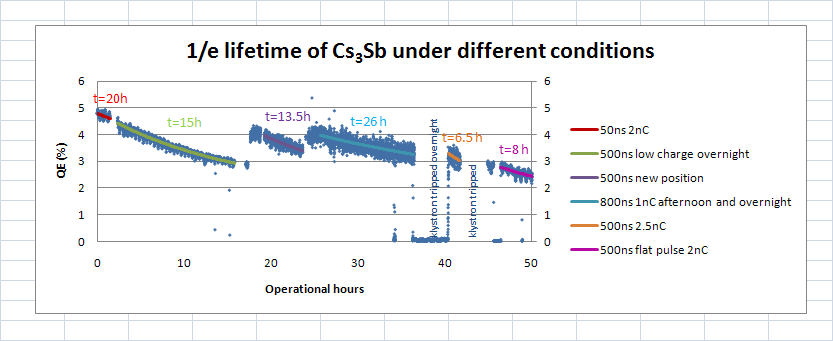 1/e lifetime of Cs₃Sb under different conditions
6 6
t=20h
5 5
t=15h t=13.5h t=26 h
4 4
t=6.5 h
t=8 h
3 3
2 2
1 1
0 0
QE (%)
klystron tripped overnight
klystron tripped
0 10 20 30 40 50
Operational hours
50ns 2nC
500ns low charge overnight
500ns new position
800ns 1nC afternoon and overnight
500ns 2.5nC
500ns flat pulse 2nC